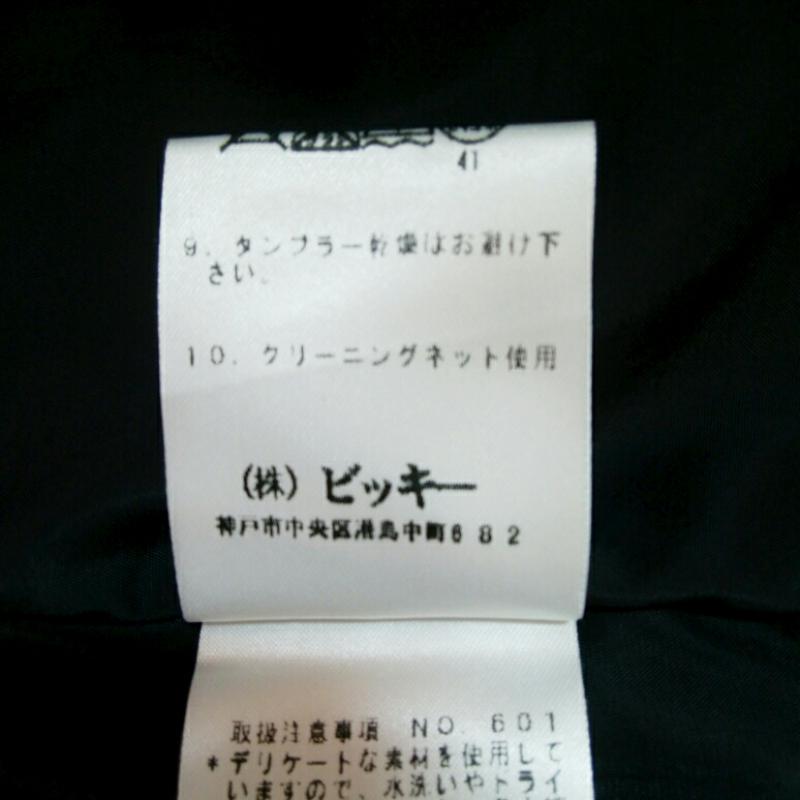 41
9. タンブラー乾燥はお避け下
さい。
10. クリーニングネット使用
(株) ビッキー
神戸市中央区港島中町6 8 2
取扱注意事項 NO. 601
*デリケートな素材を使用して
いますので、水洗いやドライ